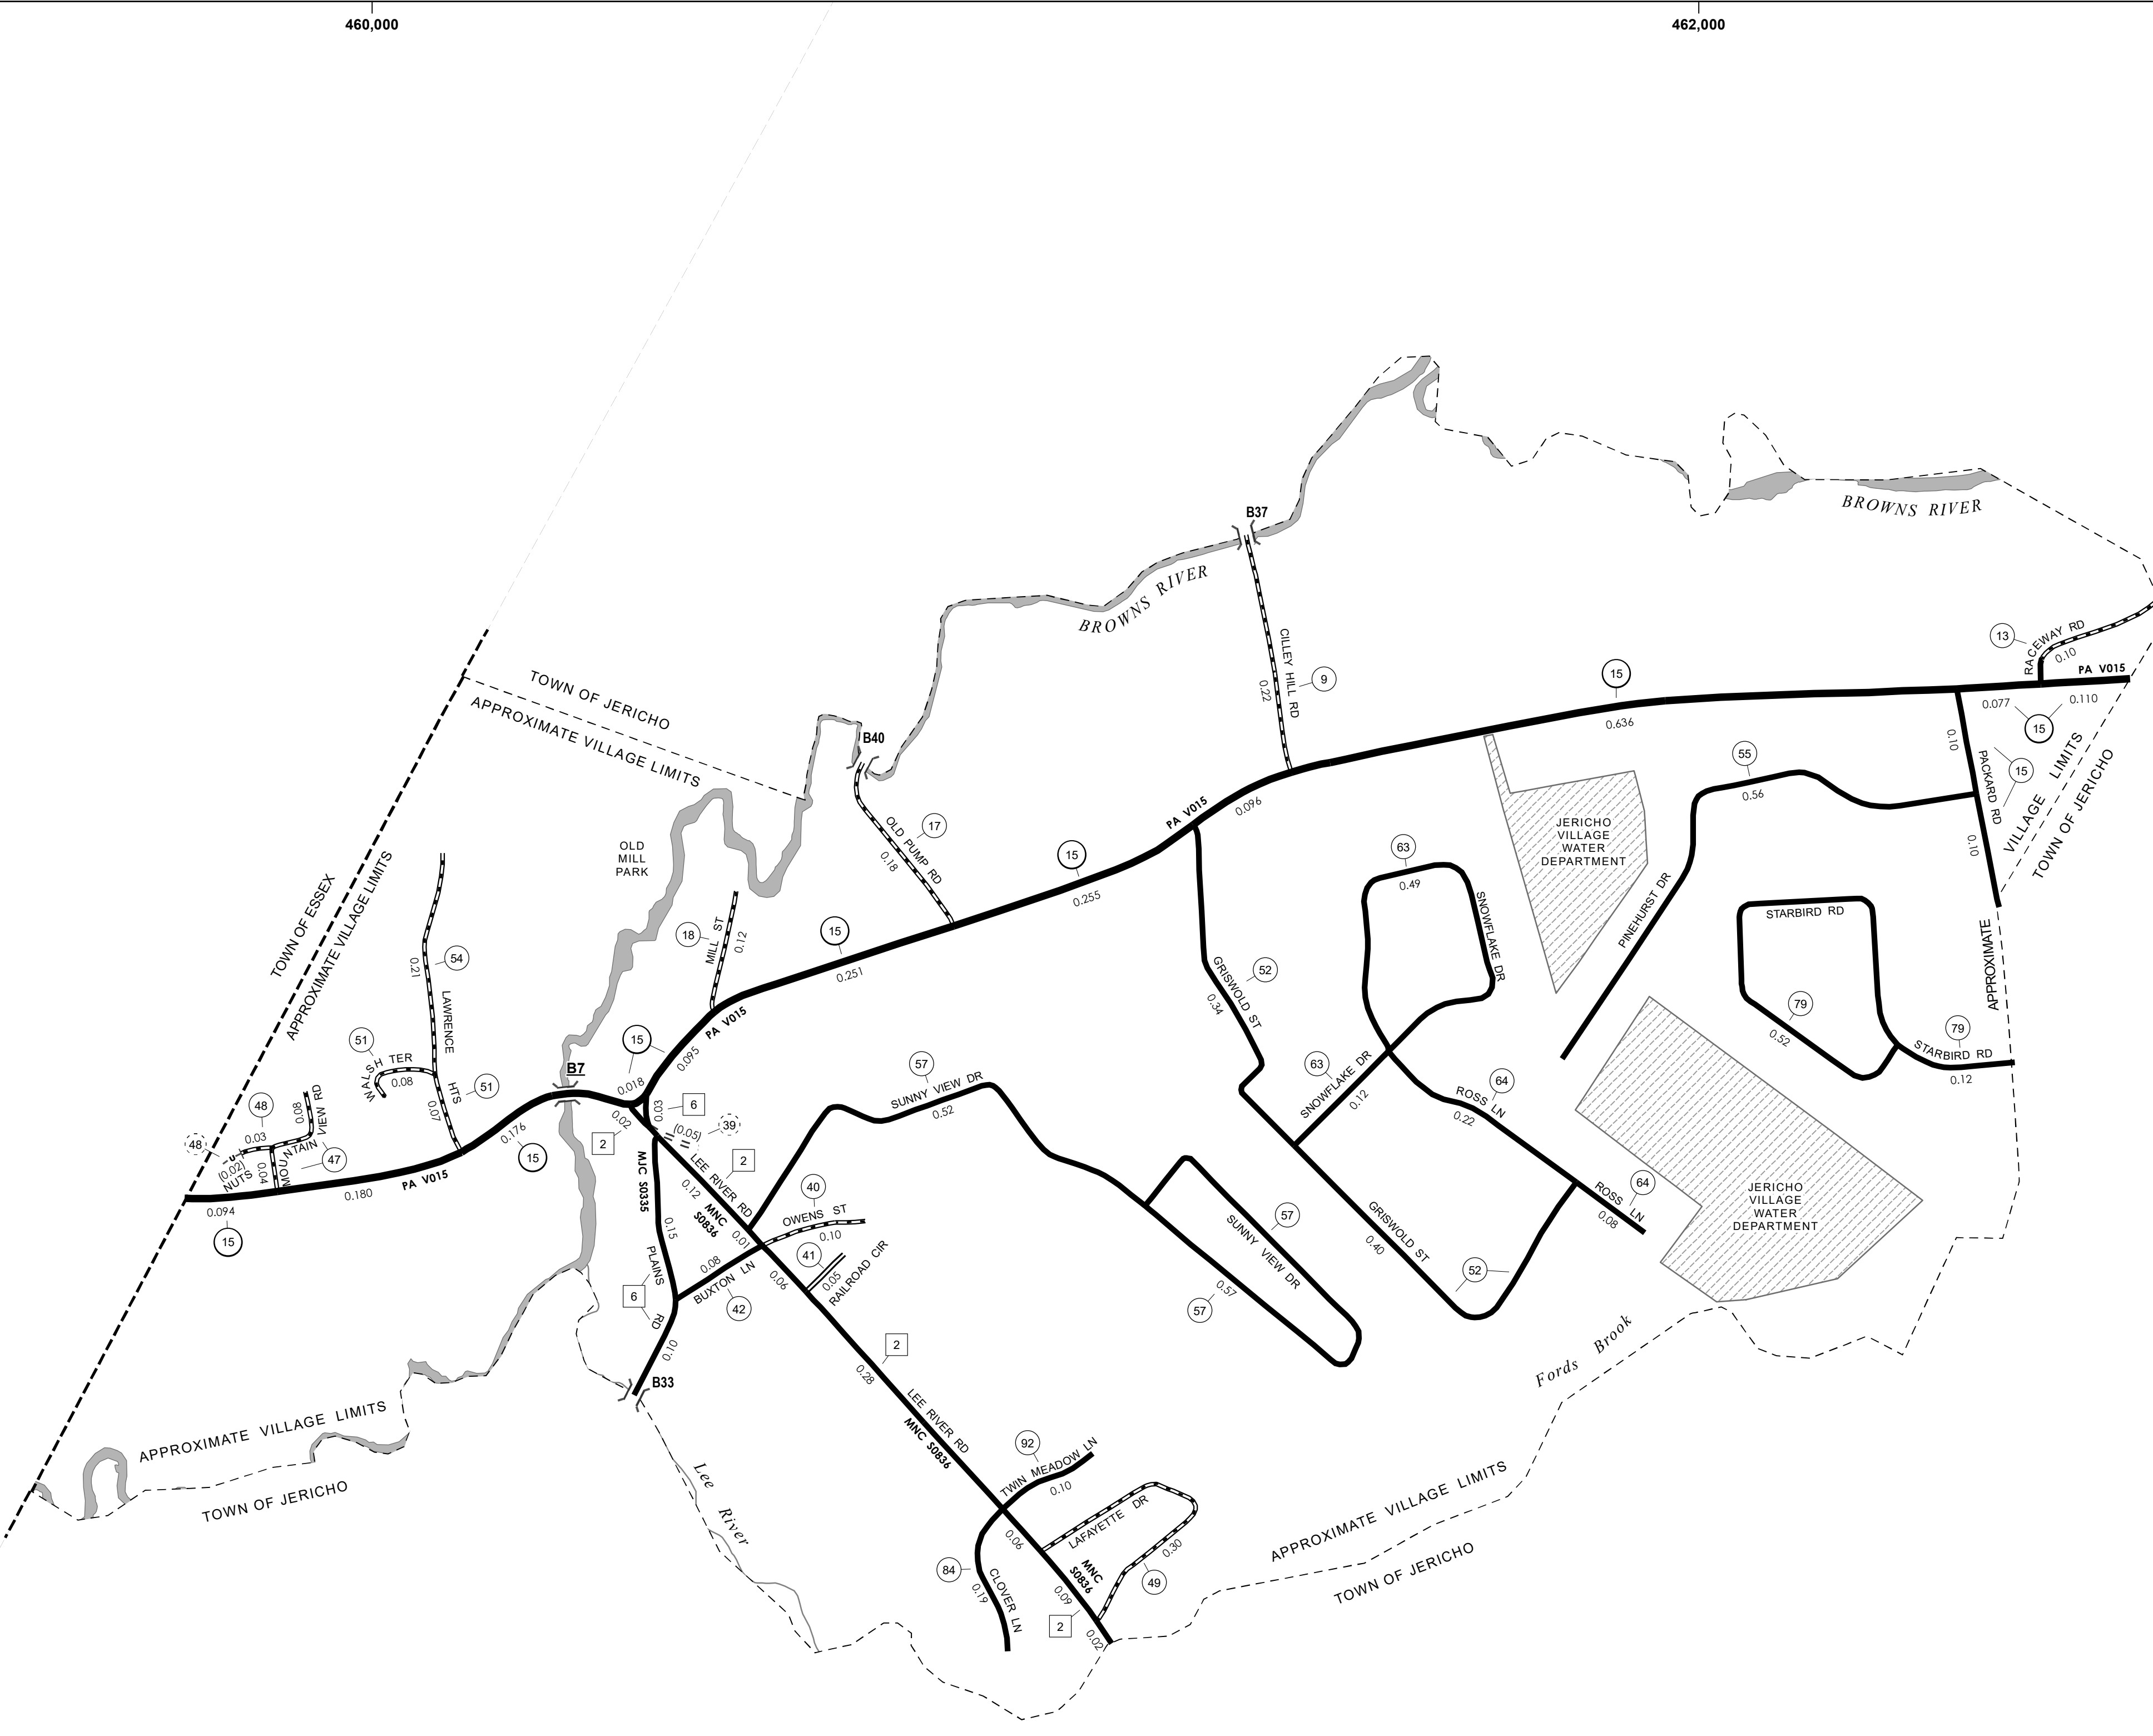 460,000
462,000
BROWNS RIVER
B37
BROWNS RIVER
CILLEY HILL RD
0.22
9
15
0.636
13
RACEWAY RD
0.10
PA V015
0.077
0.110
15
TOWN OF JERICHO
APPROXIMATE VILLAGE LIMITS
B40
OLD PUMP RD
17
0.18
OLD
MILL
PARK
PA V015
0.096
15
0.255
15
0.251
18
MILL ST
0.12
PA V015
15
0.095
0.018
TOWN OF ESSEX
APPROXIMATE VILLAGE LIMITS
54
0.21
LAWRENCE
HTS
51
WALSH TER
0.08
51
0.07
B7
48
0.03
0.08
MOUNTAIN VIEW RD
47
0.04
48
(0.02)
NUTS
0.094
15
0.180
PA V015
0.176
15
0.03
6
0.02
2
(0.05)
39
MJC S0335
0.15
PLAINS
RD
6
0.10
B33
LEE RIVER RD
2
0.12
MNC
S0836
0.01
OWENS ST
40
0.10
BUXTON LN
0.08
42
0.06
41
0.05
RAILROAD CIR
2
0.28
LEE RIVER RD
MNC S0836
57
SUNNY VIEW DR
0.52
57
SUNNY VIEW DR
0.57
57
GRISWOLD ST
52
0.34
63
0.49
SNOWFLAKE DR
63
SNOWFLAKE DR
0.12
64
ROSS LN
0.22
64
ROSS LN
0.08
GRISWOLD ST
0.40
52
JERICHO
VILLAGE
WATER
DEPARTMENT
55
0.56
PINEHURST DR
0.10
PACKARD RD
15
0.10
APPROXIMATE VILLAGE LIMITS
TOWN OF JERICHO
STARBIRD RD
79
0.52
79
STARBIRD RD
0.12
JERICHO
VILLAGE
WATER
DEPARTMENT
Fords Brook
APPROXIMATE VILLAGE LIMITS
TOWN OF JERICHO
Lee River
92
TWIN MEADOW LN
0.10
0.06
LAFAYETTE DR
0.30
49
84
CLOVER LN
0.19
MNC
S0836
0.09
2
0.02
APPROXIMATE VILLAGE LIMITS
TOWN OF JERICHO